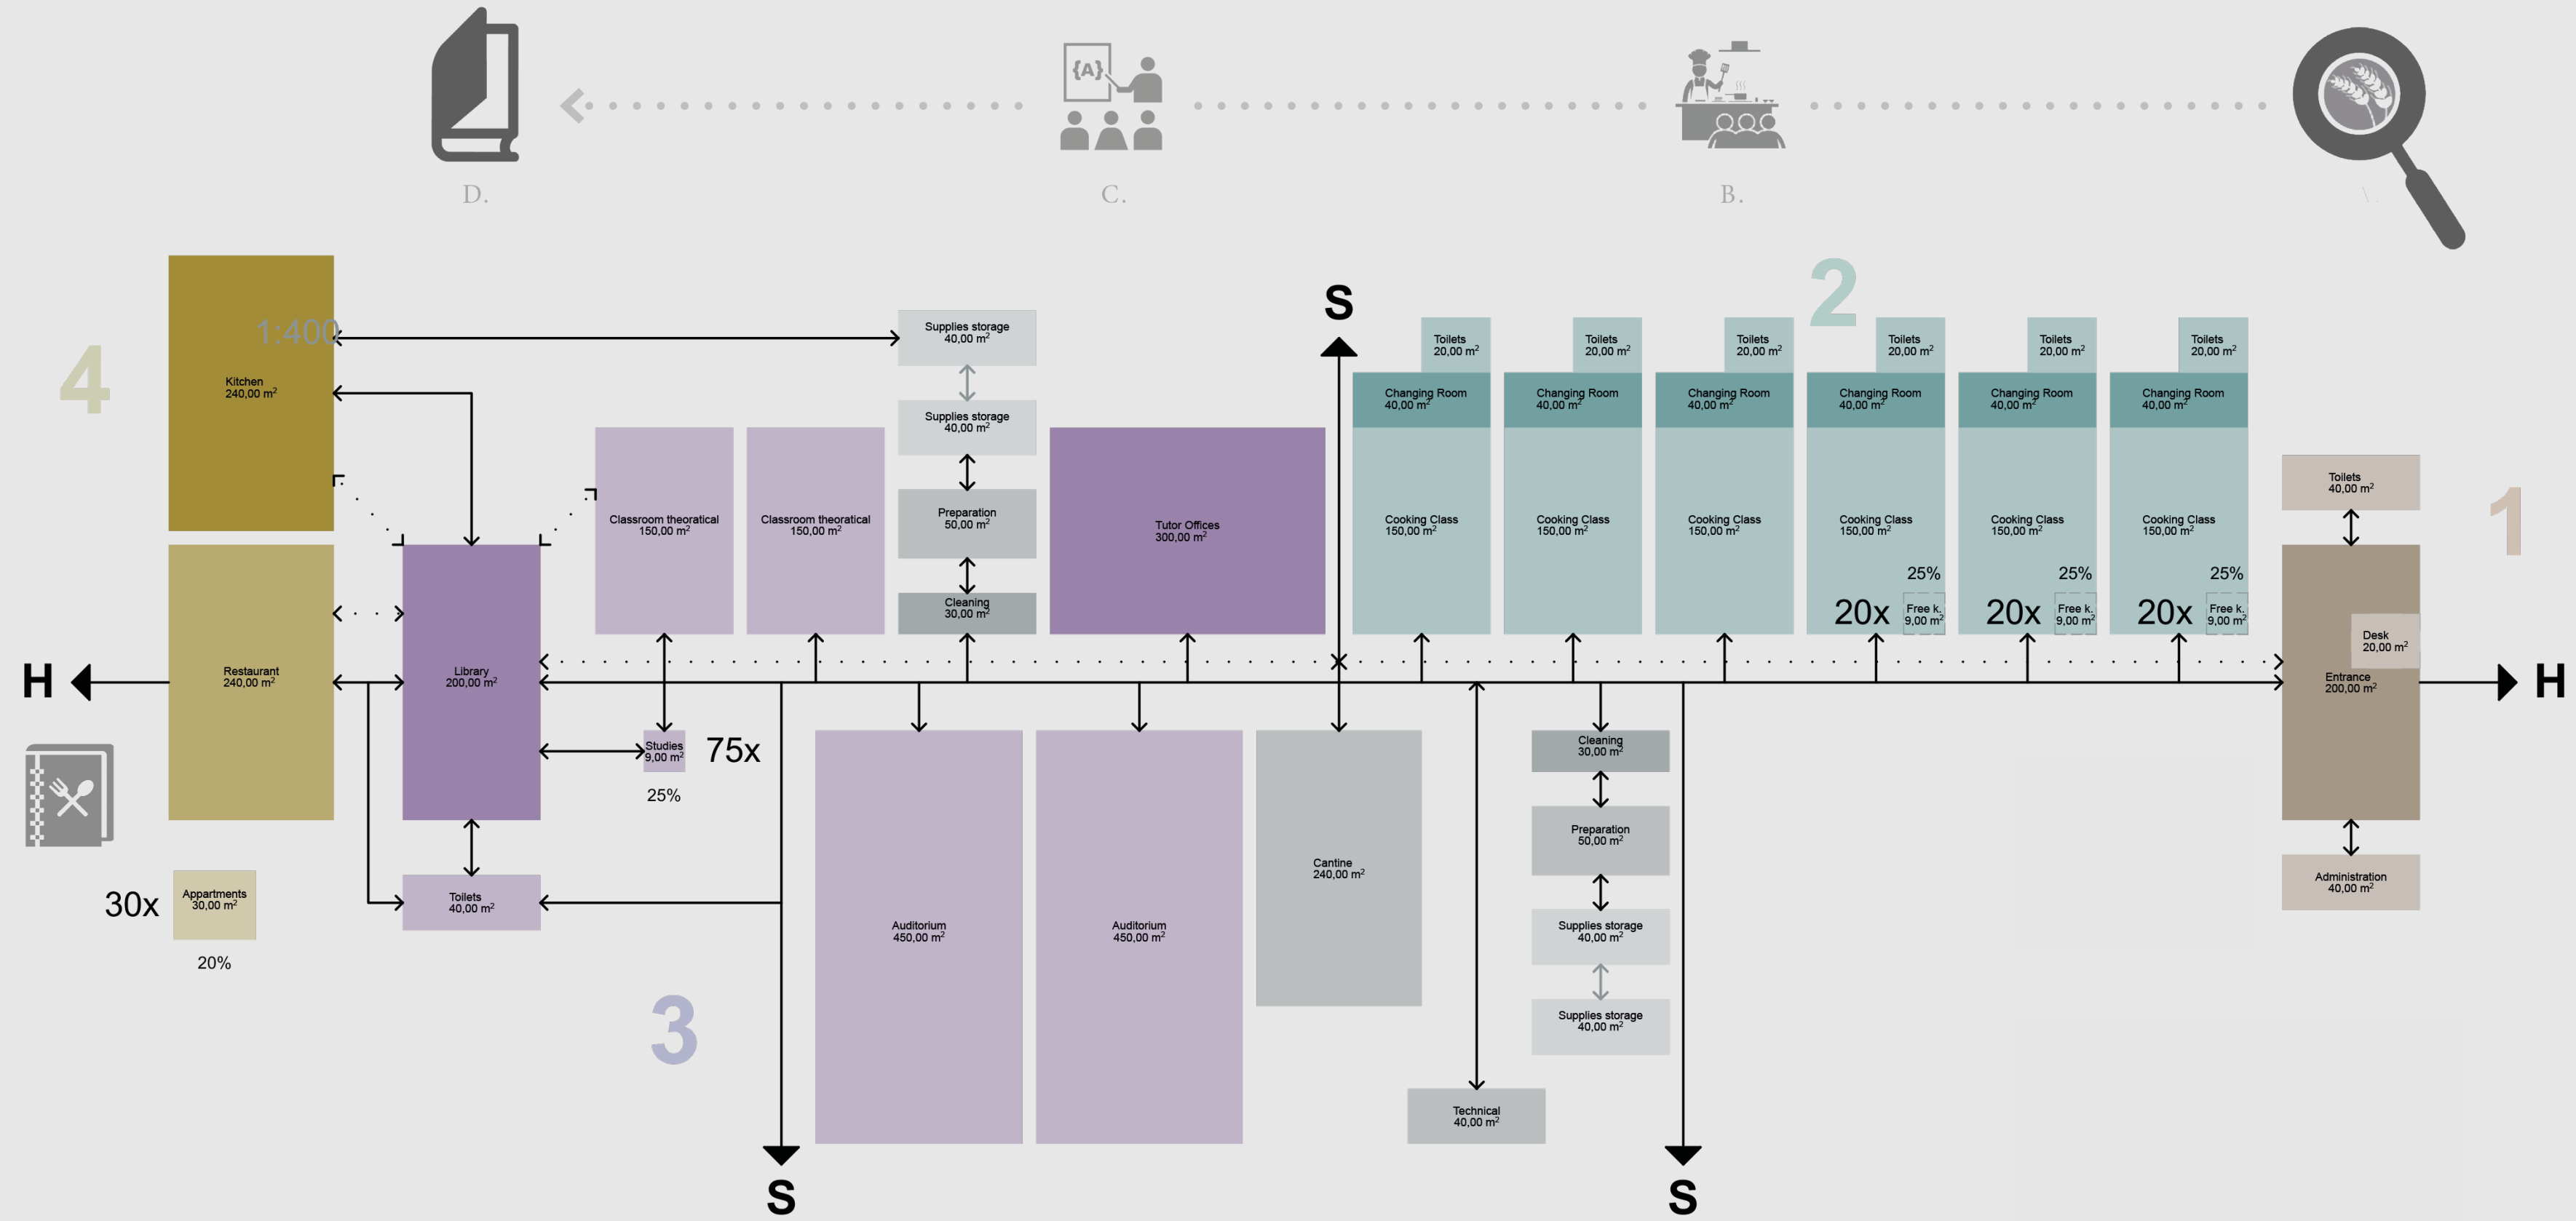 D.
C.
B.
2
S
4
1:400
Kitchen
240,00 m²
Supplies storage
40,00 m²
Supplies storage
40,00 m²
Toilets
20,00 m²
Toilets
20,00 m²
Toilets
20,00 m²
Toilets
20,00 m²
Toilets
20,00 m²
Toilets
20,00 m²
Changing Room
40,00 m²
Changing Room
40,00 m²
Changing Room
40,00 m²
Changing Room
40,00 m²
Changing Room
40,00 m²
Changing Room
40,00 m²
Toilets
40,00 m²
1
Classroom theoratical
150,00 m²
Classroom theoratical
150,00 m²
Preparation
50,00 m²
Tutor Offices
300,00 m²
Cooking Class
150,00 m²
Cooking Class
150,00 m²
Cooking Class
150,00 m²
Cooking Class
150,00 m²
Cooking Class
150,00 m²
Cooking Class
150,00 m²
25%
25%
25%
Cleaning
30,00 m²
20x
Free k.
9,00 m²
20x
Free k.
9,00 m²
20x
Free k.
9,00 m²
Desk
20,00 m²
H
Restaurant
240,00 m²
Library
200,00 m²
Entrance
200,00 m²
H
Studies
9,00 m²
75x
25%
Cleaning
30,00 m²
Preparation
50,00 m²
Cantine
240,00 m²
Administration
40,00 m²
30x
Appartments
30,00 m²
20%
Toilets
40,00 m²
Auditorium
450,00 m²
Auditorium
450,00 m²
Supplies storage
40,00 m²
Supplies storage
40,00 m²
3
Technical
40,00 m²
S
S
{A}